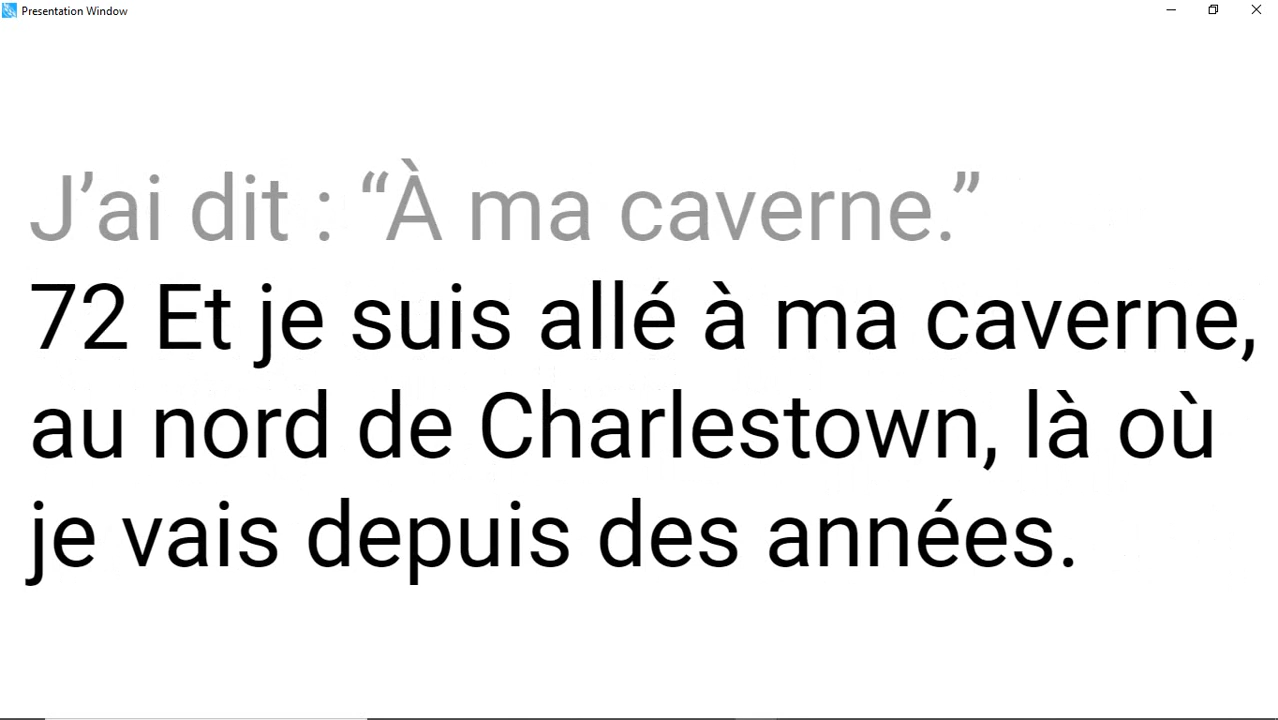 Presentation Window
J’ai dit : “À ma caverne.”
72 Et je suis allé à ma caverne,
au nord de Charlestown, là où
je vais depuis des années.